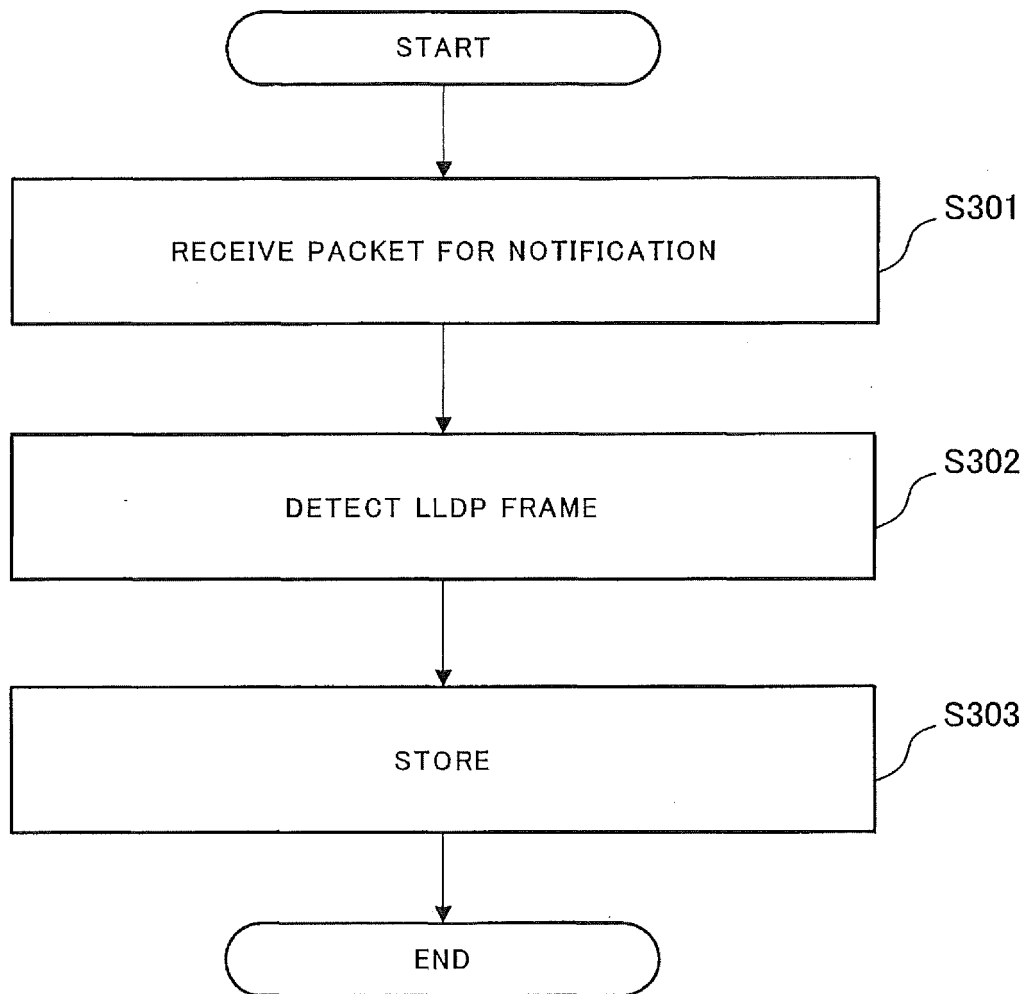 START
RECEIVE PACKET FOR NOTIFICATION
S301
DETECT LLDP FRAME
S302
STORE
S303
END